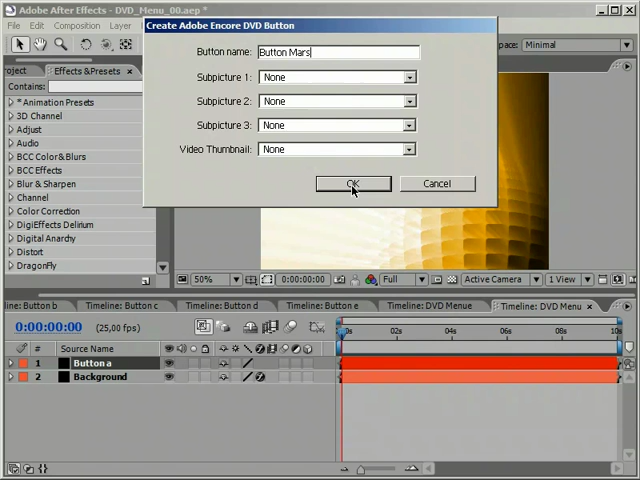 Adobe After Effects - DVD_Menu_00.aep *
File
Edit
Composition
Layer
Space:
Minimal
Create Adobe Encore DVD Button
Button name:
Button Mars
Subpicture 1:
None
Subpicture 2:
None
Subpicture 3:
None
Video Thumbnail:
None
OK
Cancel
roject
Effects&Presets
Contains:
* Animation Presets
3D Channel
Adjust
Audio
BCC Color&Blurs
BCC Effects
Blur & Sharpen
Channel
Color Correction
DigiEffects Delirium
Digital Anarchy
Distort
DragonFly
50%
0:00:00:00
Full
Active Camera
1 View
line: Button b
Timeline: Button c
Timeline: Button d
Timeline: Button e
Timeline: DVD Menue
Timeline: DVD Menu
0:00:00:00
(25,00 fps)
0s
02s
04s
06s
08s
10s
#
Source Name
1
Button a
2
Background